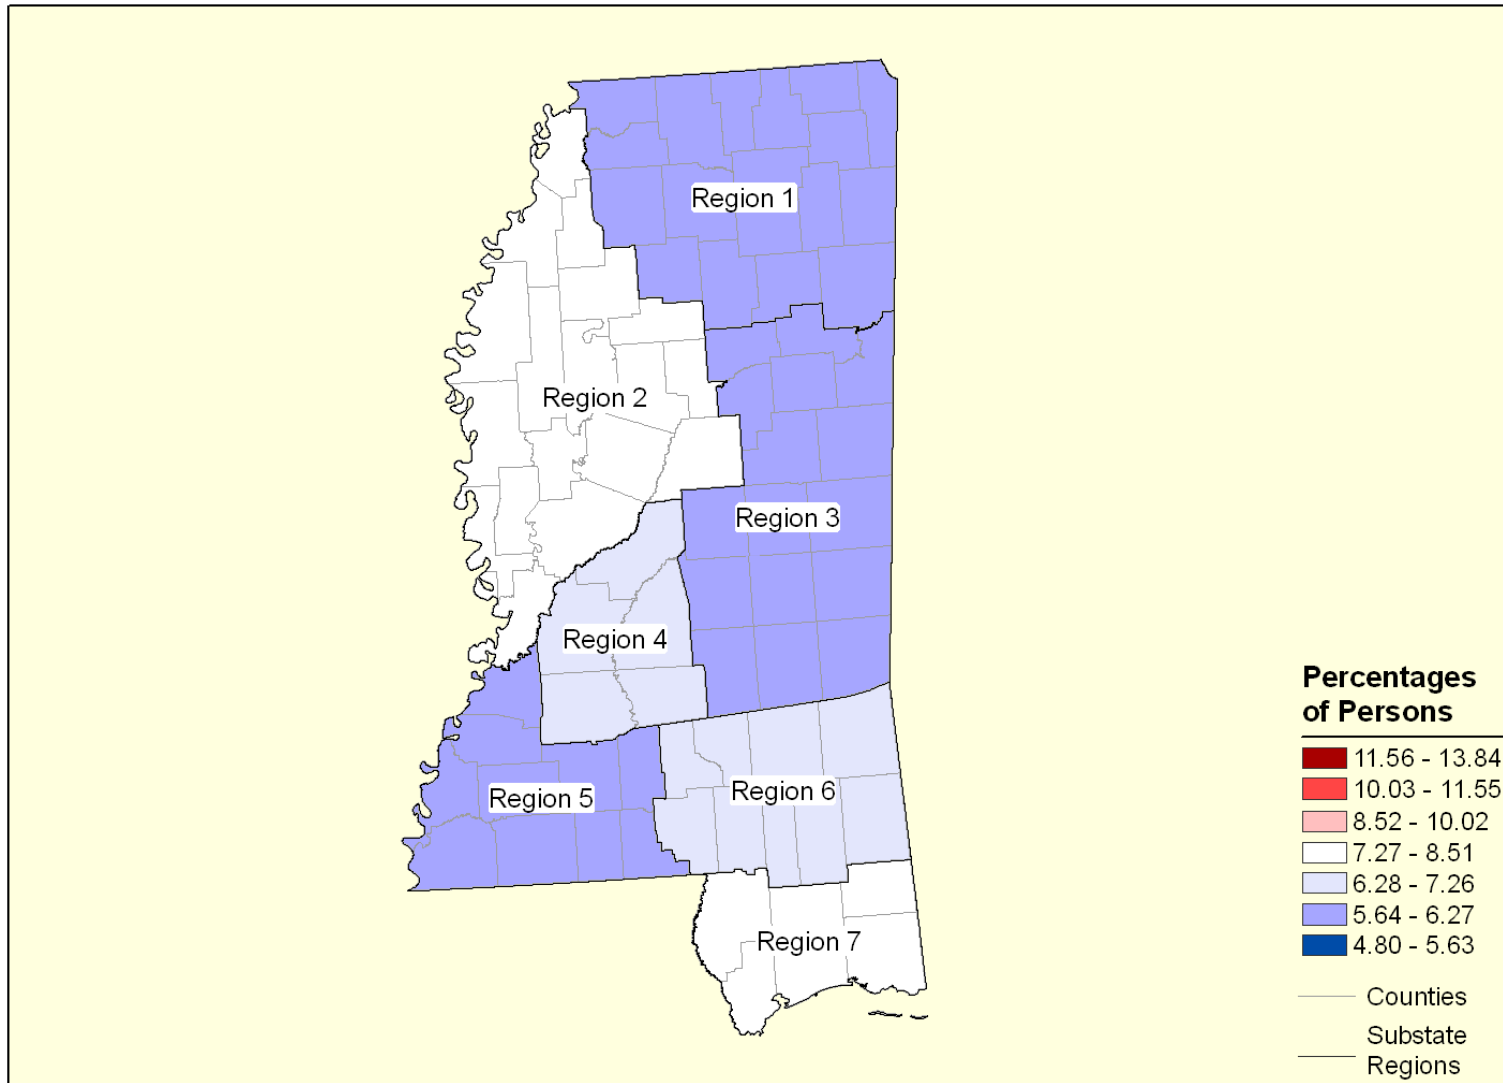 Region 1
Region 2
Region 3
Region 4
Region 5
Region 6
Region 7
Percentages
of Persons
11.56 - 13.84
10.03 - 11.55
8.52 - 10.02
7.27 - 8.51
6.28 - 7.26
5.64 - 6.27
4.80 - 5.63
Counties
Substate
Regions